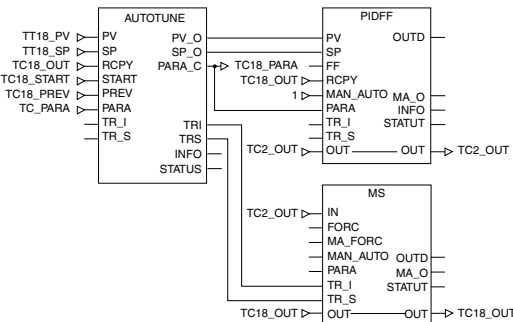 AUTOTUNE
TT18_PV PV PV_O
TT18_SP SP SP_O
TC18_OUT RCPY PARA_C TC18_PARA
TC18_START START
TC18_PREV PREV
TC_PARA PARA
TR_I TRI
TR_S TRS
INFO
STATUS
PIDFF
PV OUTD
SP
FF
TC18_OUT RCPY
1 MAN_AUTO MA_O
PARA INFO
TR_I STATUT
TR_S
TC2_OUT OUT OUT TC2_OUT
MS
TC2_OUT IN
FORC
MA_FORC
MAN_AUTO OUTD
PARA MA_O
TR_I STATUT
TR_S
TC18_OUT OUT OUT TC18_OUT